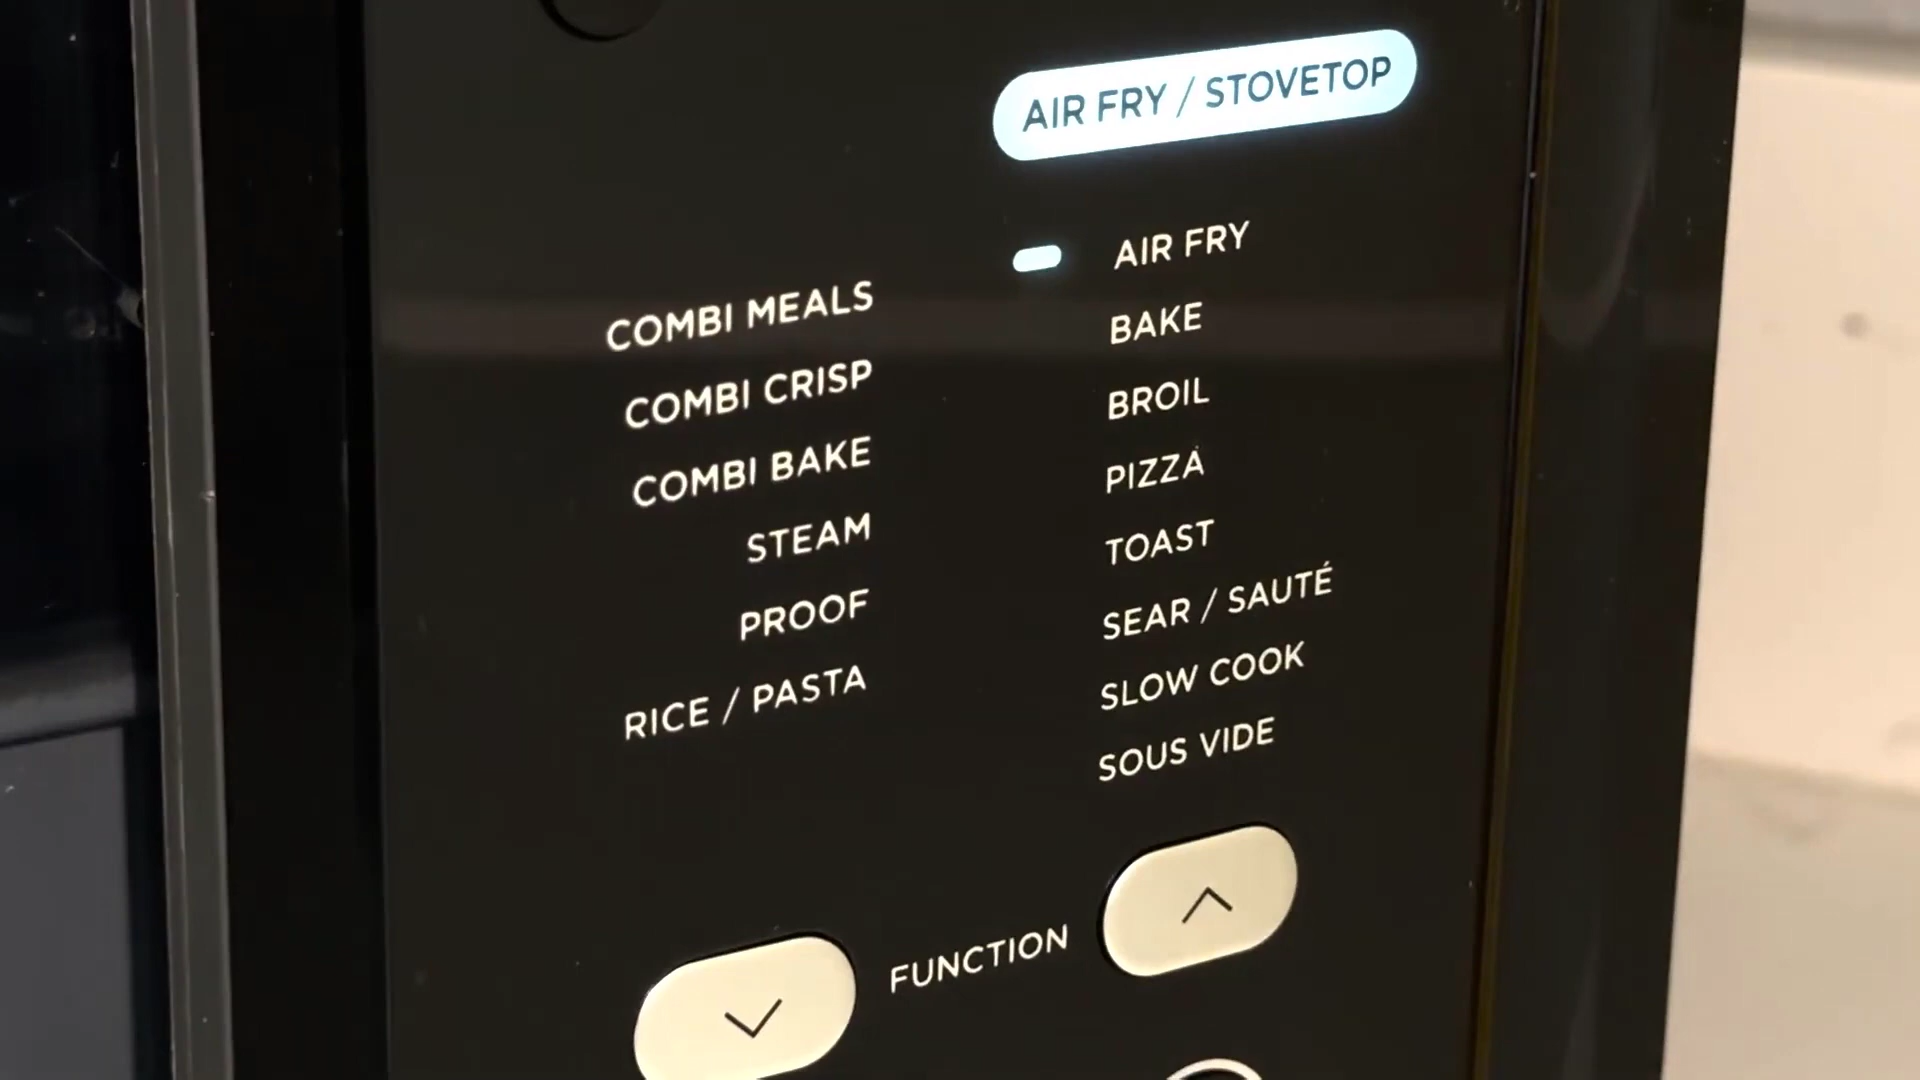 AIR FRY / STOVETOP
COMBI MEALS
COMBI CRISP
COMBI BAKE
STEAM
PROOF
RICE / PASTA
AIR FRY
BAKE
BROIL
PIZZA
TOAST
SEAR / SAUTÉ
SLOW COOK
SOUS VIDE
FUNCTION